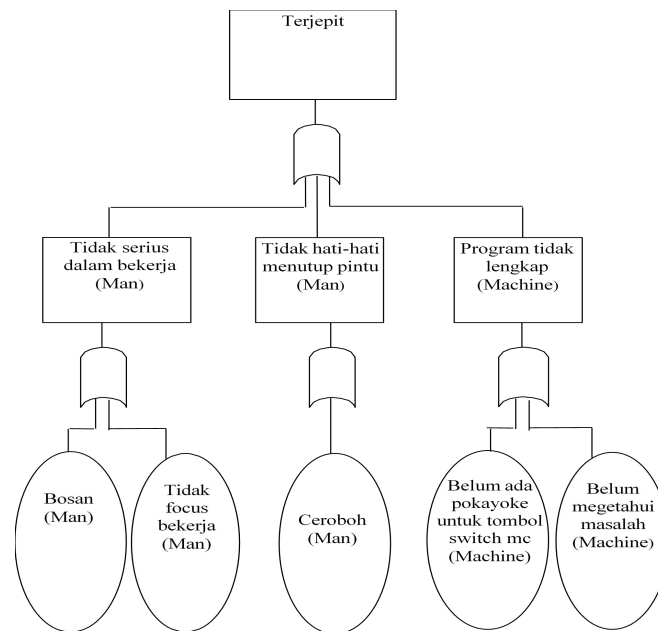 Terjepit
Tidak serius
dalam bekerja
(Man)
Tidak hati-hati
menutup pintu
(Man)
Program tidak
lengkap
(Machine)
Bosan
(Man)
Tidak
focus
bekerja
(Man)
Ceroboh
(Man)
Belum ada
pokayoke
untuk tombol
switch mc
(Machine)
Belum
megetahui
masalah
(Machine)